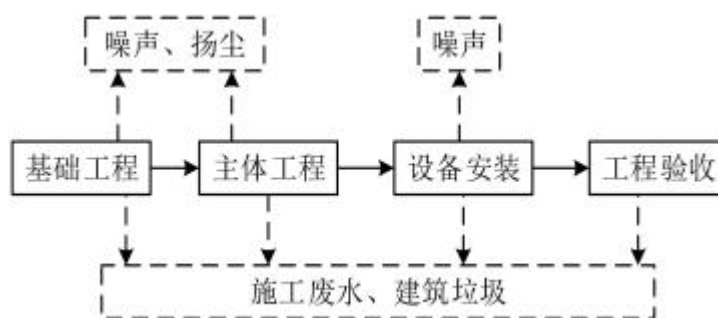 噪声、扬尘
噪声
基础工程
主体工程
设备安装
工程验收
施工废水、建筑垃圾